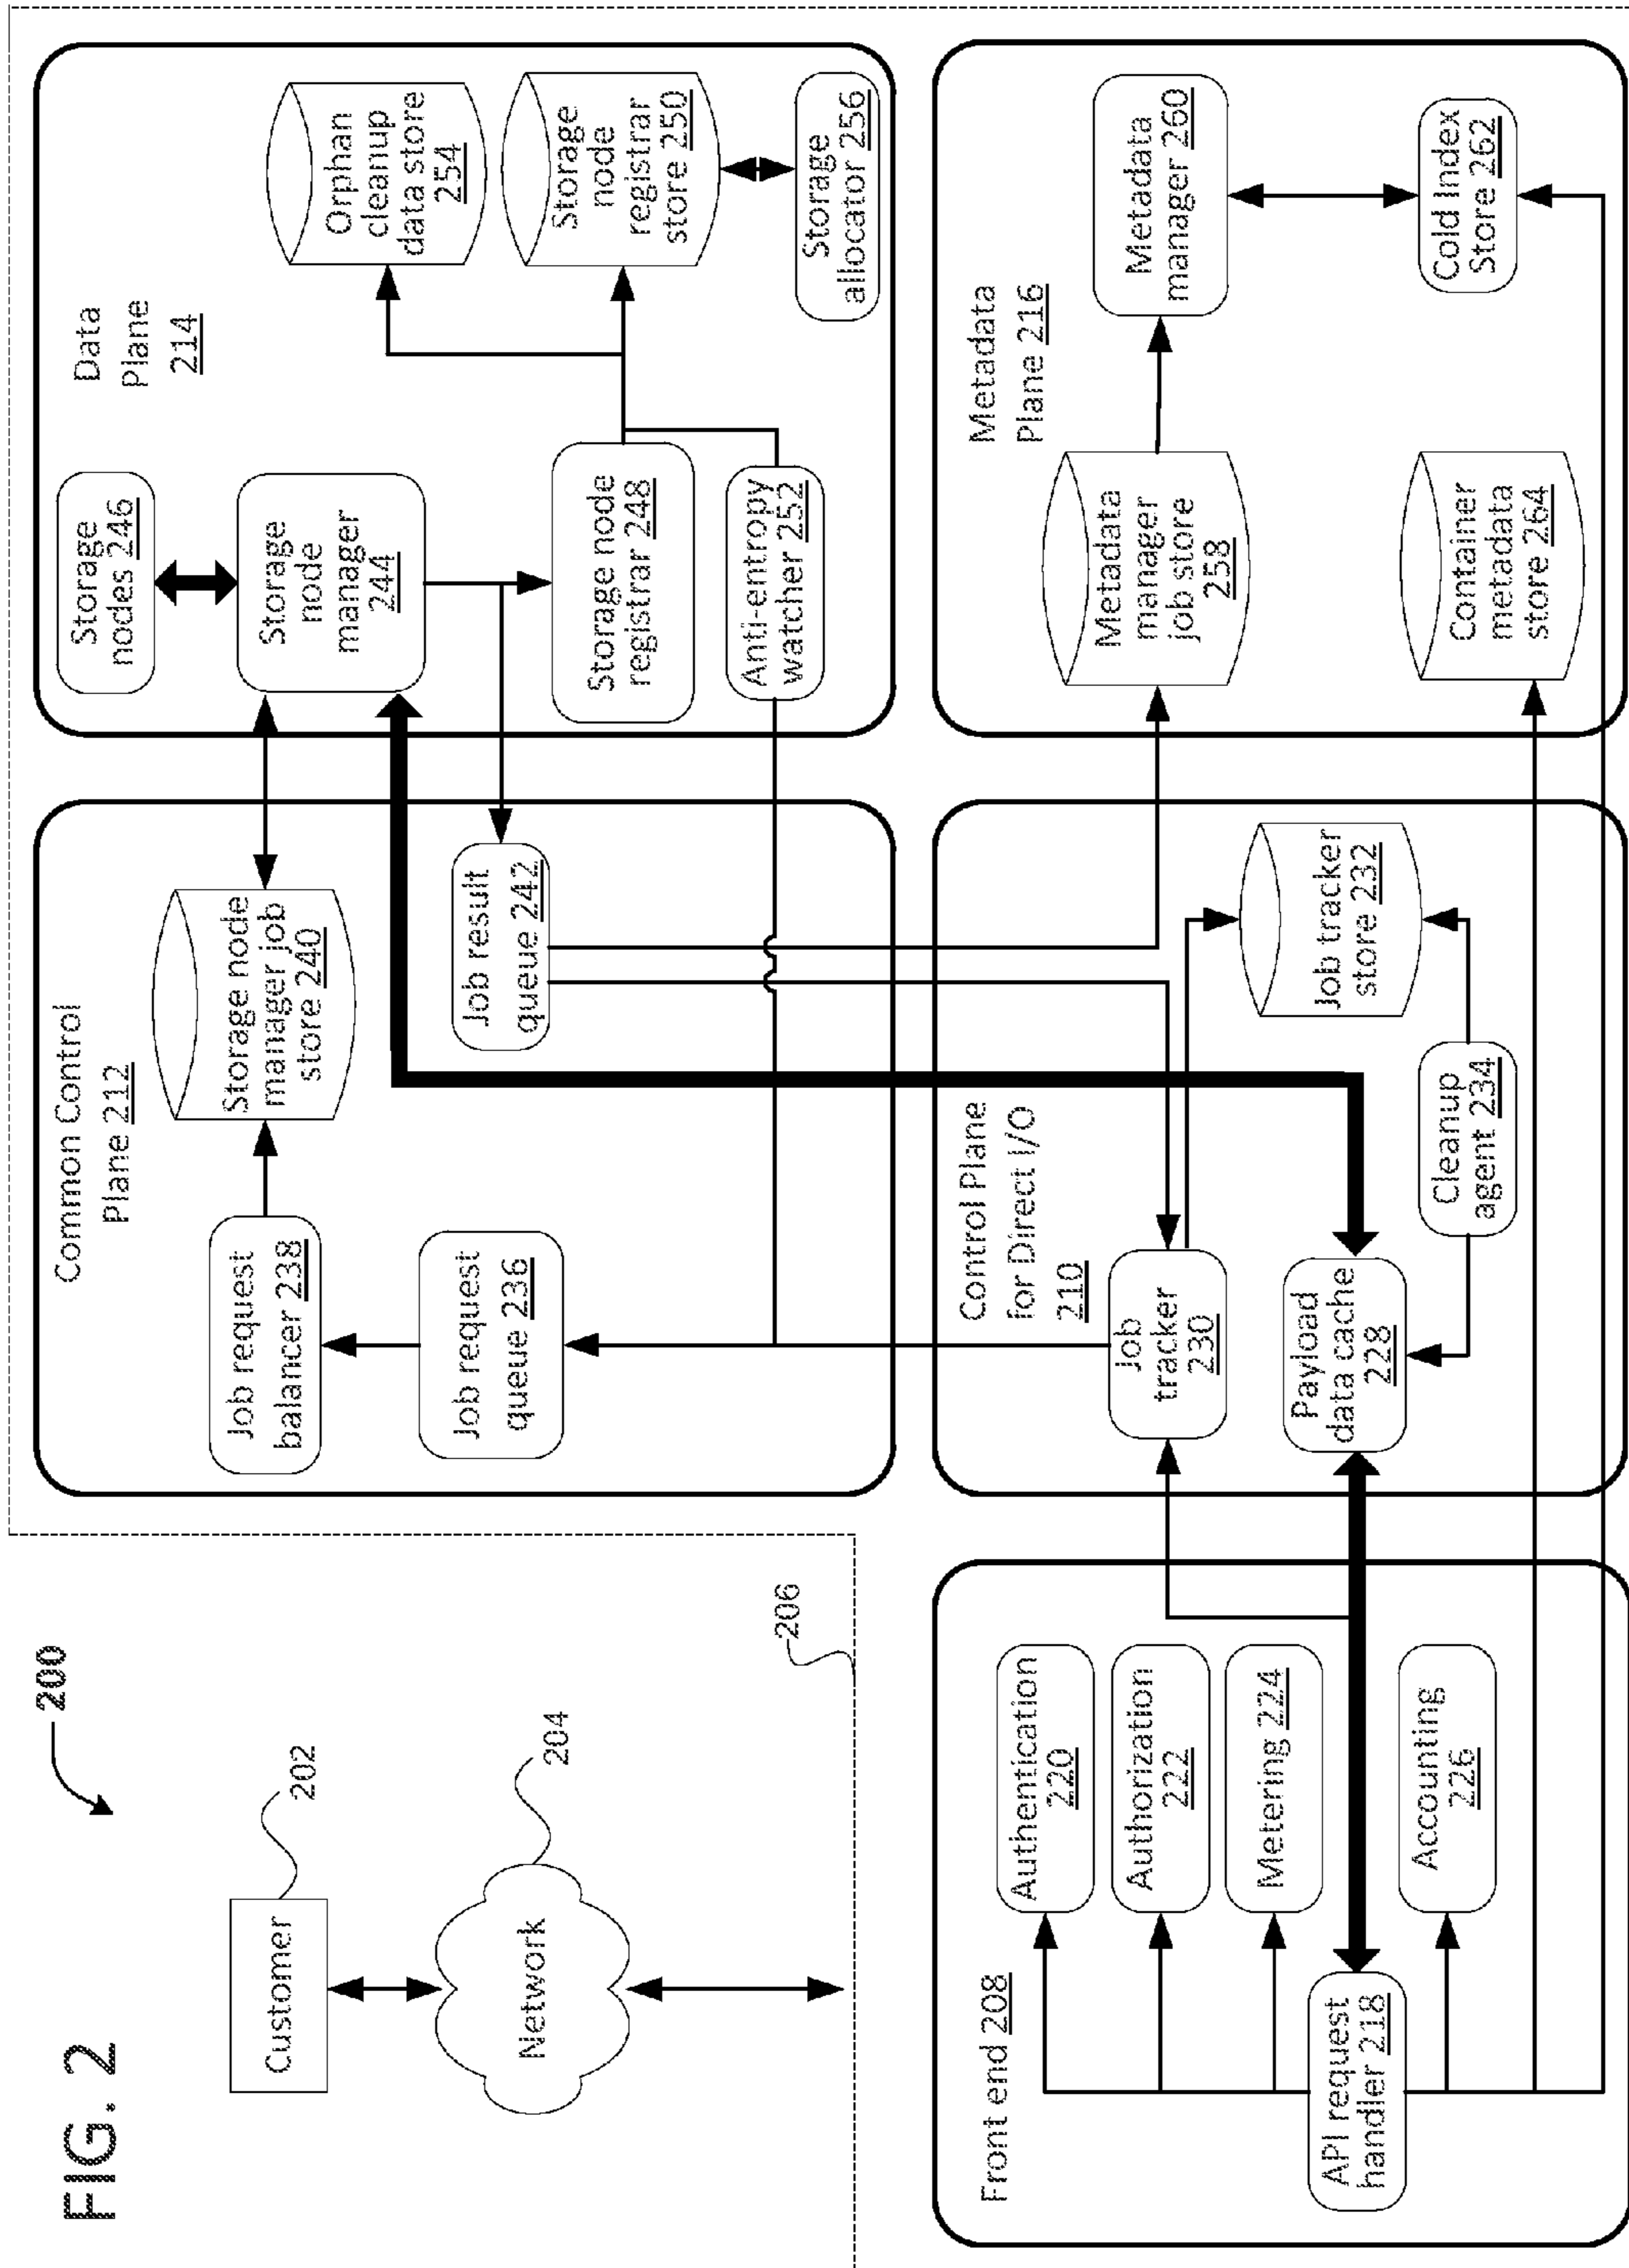 FIG. 2
200
Customer
202
Network
204
206
Common Control
Plane 212
Job request
balancer 238
Job request
queue 236
Storage node
manager job
store 240
Job result
queue 242
Data
Plane
214
Storage
nodes 246
Storage
node
manager
244
Storage node
registrar 248
Anti-entropy
watcher 252
Orphan
cleanup
data store
254
Storage
node
registrar
store 250
Storage
allocator 256
Front end 208
Authentication
220
Authorization
222
Metering 224
Accounting
226
API request
handler 218
Control Plane
for Direct I/O
210
Job
tracker
230
Payload
data cache
228
Job tracker
store 232
Cleanup
agent 234
Metadata
Plane 216
Metadata
manager
job store
258
Metadata
manager 260
Container
metadata
store 264
Cold Index
Store 262